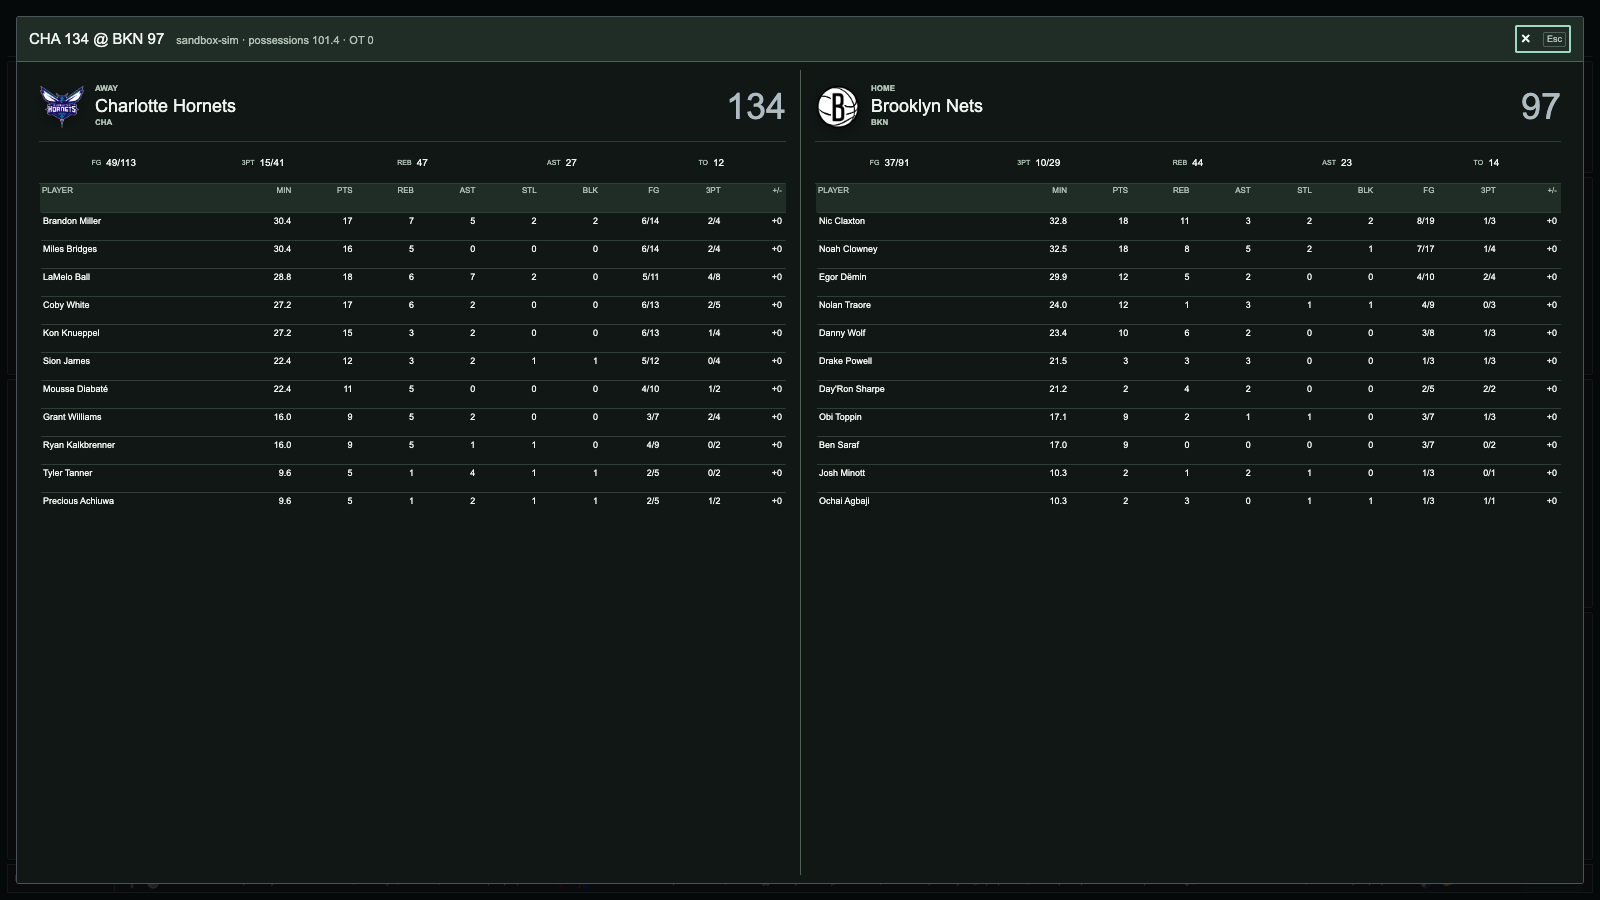 CHA 134 @ BKN 97 sandbox-sim · possessions 101.4 · OT 0
× Esc
AWAY
Charlotte Hornets
CHA
134
FG 49/113 3PT 15/41 REB 47 AST 27 TO 12
PLAYER MIN PTS REB AST STL BLK FG 3PT +/-
Brandon Miller 30.4 17 7 5 2 2 6/14 2/4 +0
Miles Bridges 30.4 16 5 0 0 0 6/14 2/4 +0
LaMelo Ball 28.8 18 6 7 2 0 5/11 4/8 +0
Coby White 27.2 17 6 2 0 0 6/13 2/5 +0
Kon Knueppel 27.2 15 3 2 0 0 6/13 1/4 +0
Sion James 22.4 12 3 2 1 1 5/12 0/4 +0
Moussa Diabaté 22.4 11 5 0 0 0 4/10 1/2 +0
Grant Williams 16.0 9 5 2 0 0 3/7 2/4 +0
Ryan Kalkbrenner 16.0 9 5 1 1 0 4/9 0/2 +0
Tyler Tanner 9.6 5 1 4 1 1 2/5 0/2 +0
Precious Achiuwa 9.6 5 1 2 1 1 2/5 1/2 +0
HORNETS
B
HOME
Brooklyn Nets
BKN
97
FG 37/91 3PT 10/29 REB 44 AST 23 TO 14
PLAYER MIN PTS REB AST STL BLK FG 3PT +/-
Nic Claxton 32.8 18 11 3 2 2 8/19 1/3 +0
Noah Clowney 32.5 18 8 5 2 1 7/17 1/4 +0
Egor Dëmin 29.9 12 5 2 0 0 4/10 2/4 +0
Nolan Traore 24.0 12 1 3 1 1 4/9 0/3 +0
Danny Wolf 23.4 10 6 2 0 0 3/8 1/3 +0
Drake Powell 21.5 3 3 3 0 0 1/3 1/3 +0
Day'Ron Sharpe 21.2 2 4 2 0 0 2/5 2/2 +0
Obi Toppin 17.1 9 2 1 1 0 3/7 1/3 +0
Ben Saraf 17.0 9 0 0 0 0 3/7 0/2 +0
Josh Minott 10.3 2 1 2 1 0 1/3 0/1 +0
Ochai Agbaji 10.3 2 3 0 1 1 1/3 1/1 +0